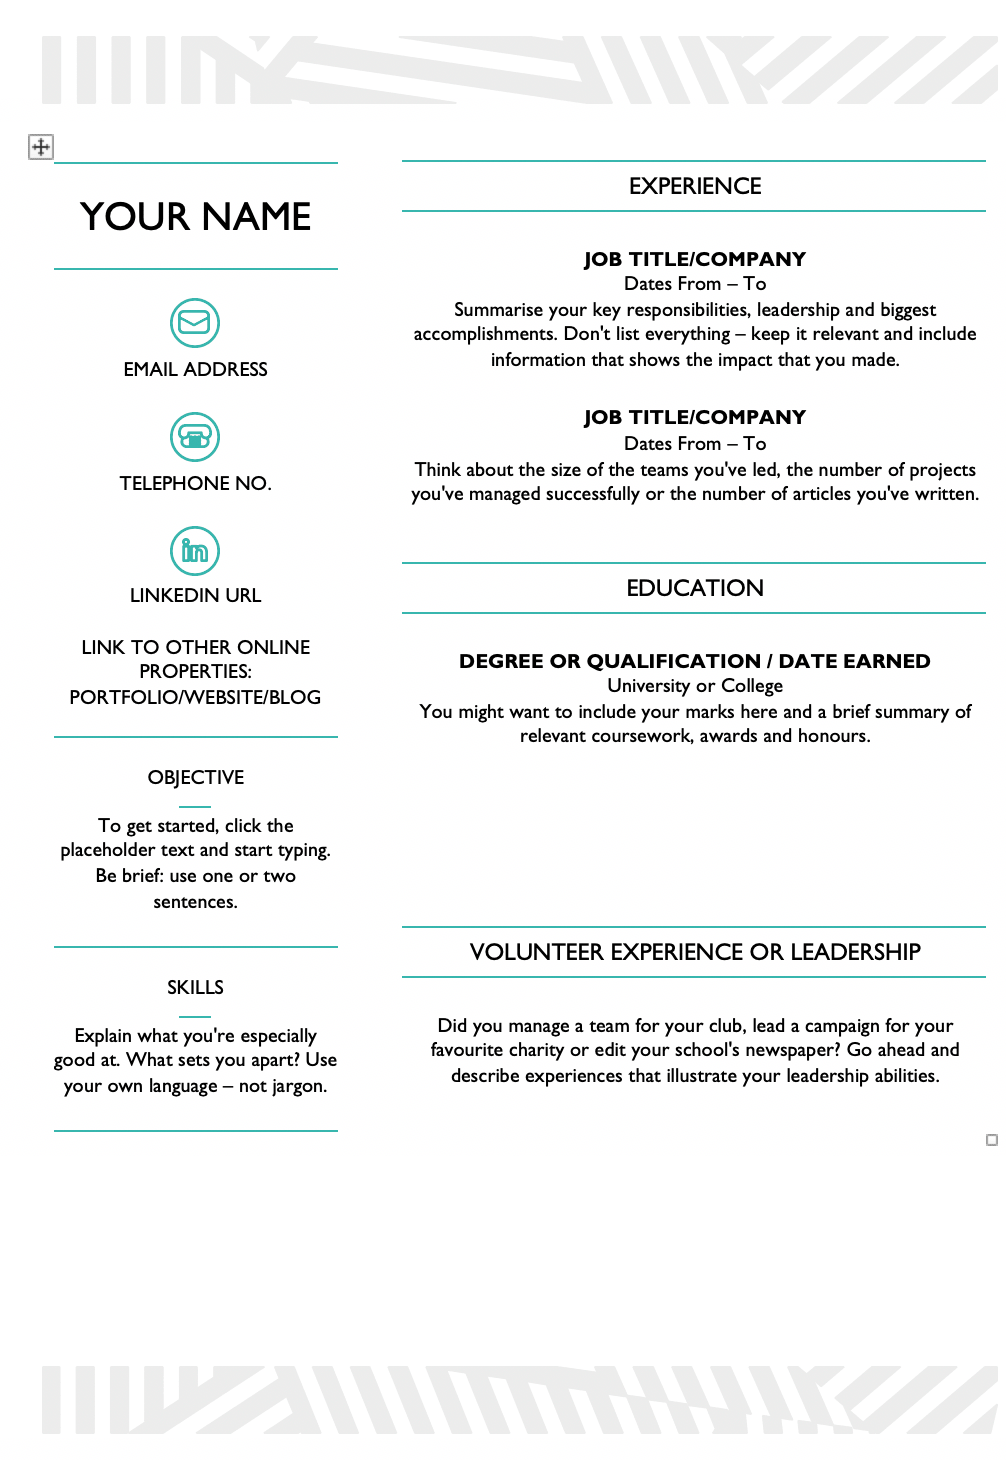 YOUR NAME
EMAIL ADDRESS
TELEPHONE NO.
in
LINKEDIN URL
LINK TO OTHER ONLINE
PROPERTIES:
PORTFOLIO/WEBSITE/BLOG
OBJECTIVE
To get started, click the
placeholder text and start typing.
Be brief: use one or two
sentences.
SKILLS
Explain what you're especially
good at. What sets you apart? Use
your own language – not jargon.
EXPERIENCE
JOB TITLE/COMPANY
Dates From – To
Summarise your key responsibilities, leadership and biggest
accomplishments. Don't list everything – keep it relevant and include
information that shows the impact that you made.
JOB TITLE/COMPANY
Dates From – To
Think about the size of the teams you've led, the number of projects
you've managed successfully or the number of articles you've written.
EDUCATION
DEGREE OR QUALIFICATION / DATE EARNED
University or College
You might want to include your marks here and a brief summary of
relevant coursework, awards and honours.
VOLUNTEER EXPERIENCE OR LEADERSHIP
Did you manage a team for your club, lead a campaign for your
favourite charity or edit your school's newspaper? Go ahead and
describe experiences that illustrate your leadership abilities.